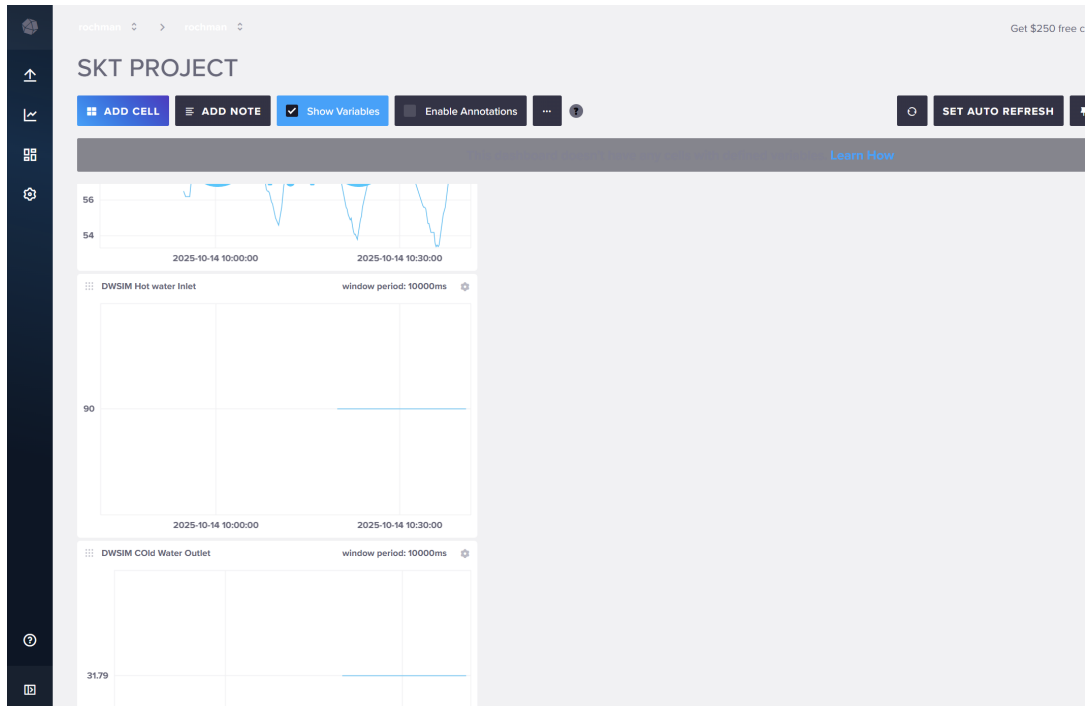 rochman > rochman
Get $250 free c
SKT PROJECT
ADD CELL
ADD NOTE
Show Variables
Enable Annotations
...
?
SET AUTO REFRESH
Learn How
56
54
2025-10-14 10:00:00
2025-10-14 10:30:00
DWSIM Hot water Inlet
window period: 10000ms
90
2025-10-14 10:00:00
2025-10-14 10:30:00
DWSIM COld Water Outlet
window period: 10000ms
31.79
?